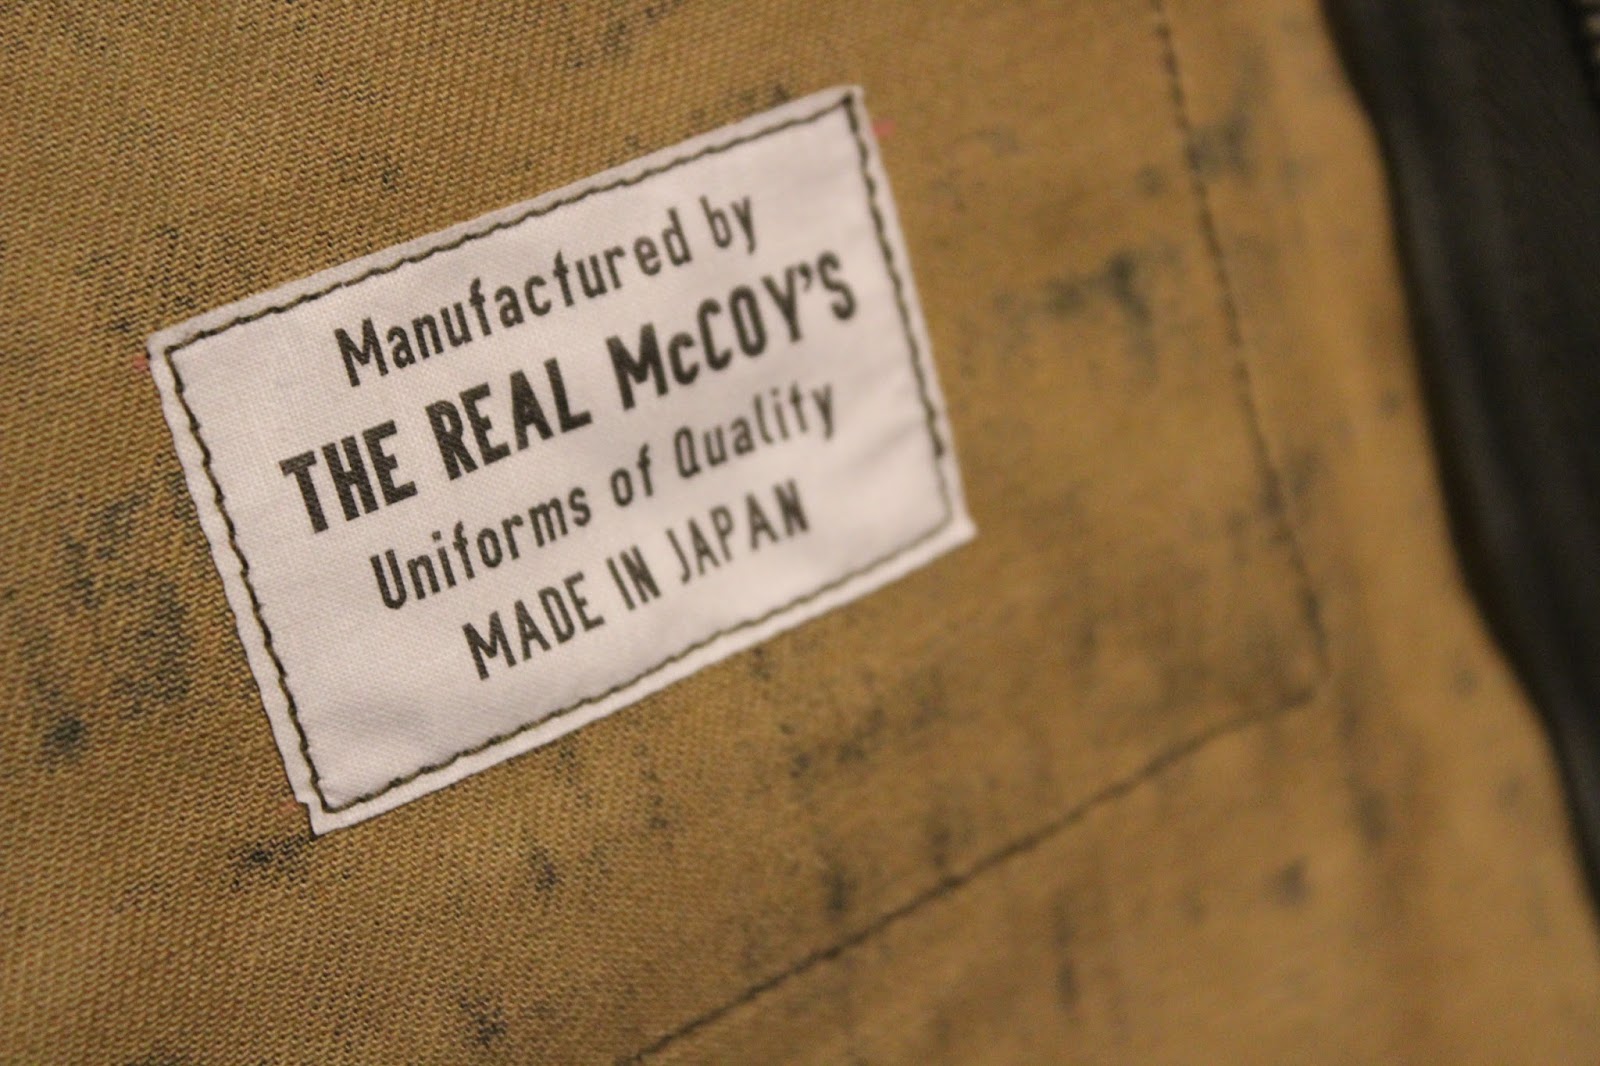 Manufactured by
THE REAL McCOY'S
Uniforms of Quality
MADE IN JAPAN